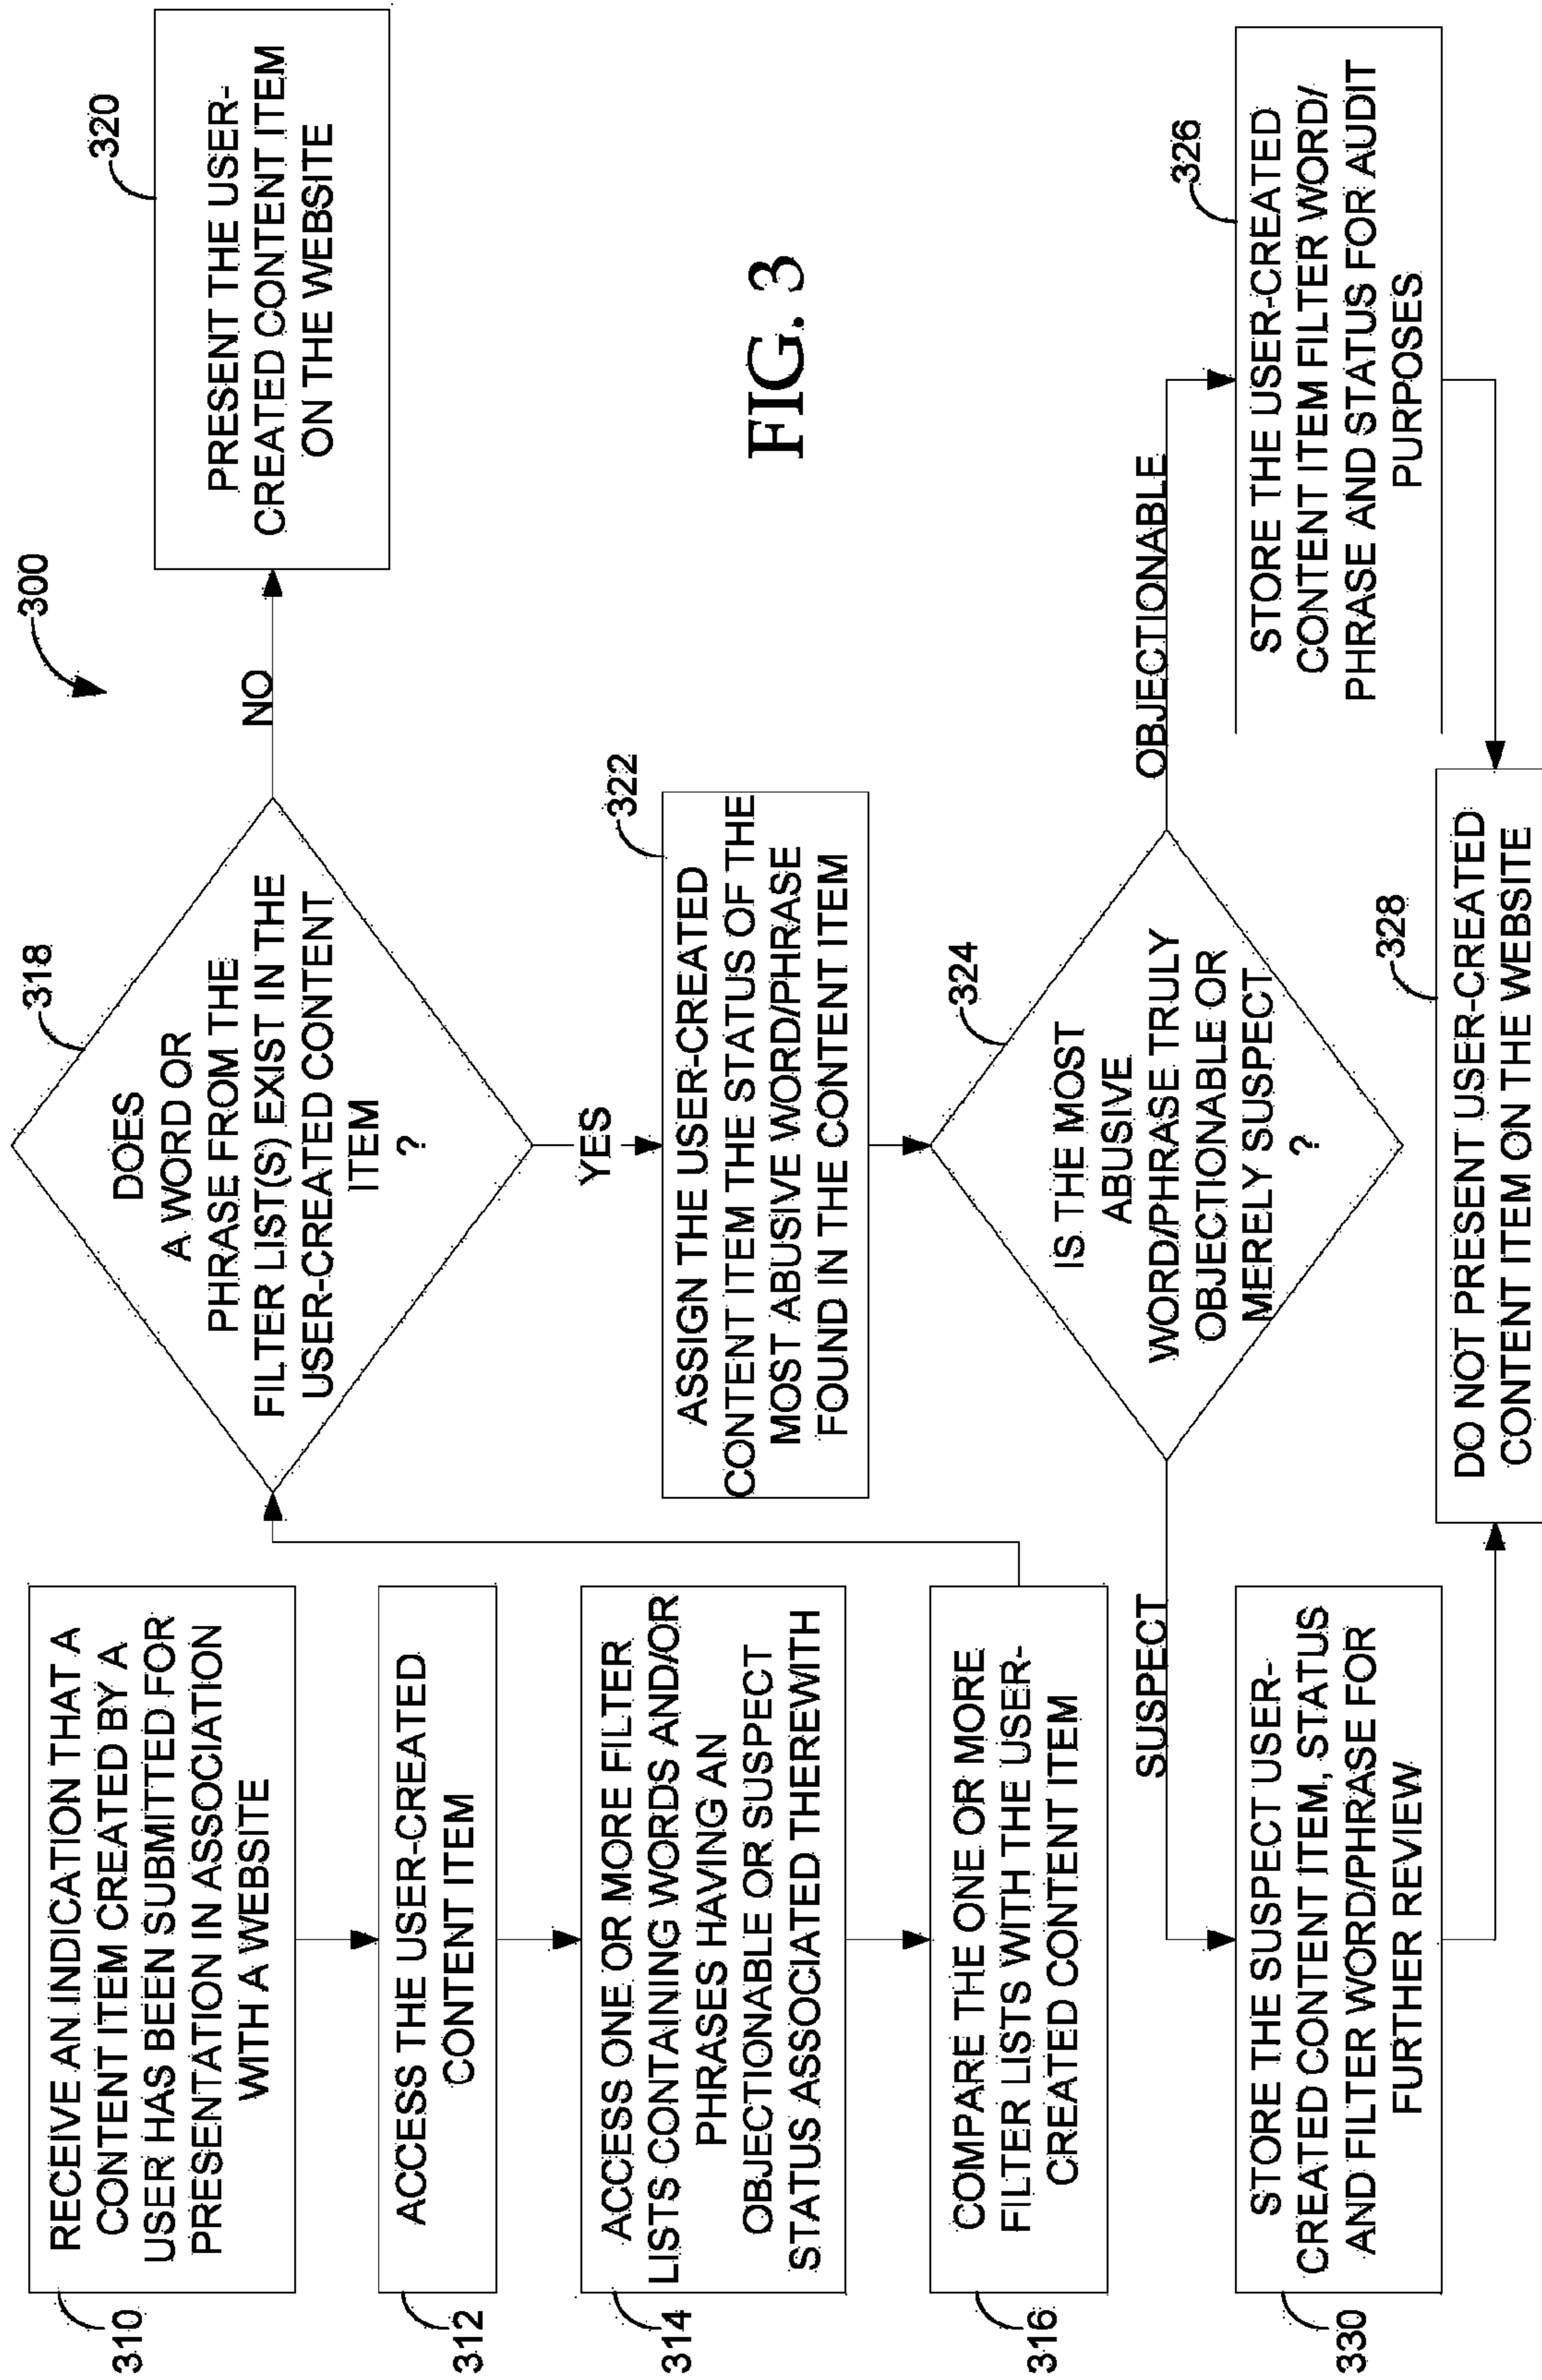 300
310
RECEIVE AN INDICATION THAT A
CONTENT ITEM CREATED BY A
USER HAS BEEN SUBMITTED FOR
PRESENTATION IN ASSOCIATION
WITH A WEBSITE
312
ACCESS THE USER-CREATED
CONTENT ITEM
314
ACCESS ONE OR MORE FILTER
LISTS CONTAINING WORDS AND/OR
PHRASES HAVING AN
OBJECTIONABLE OR SUSPECT
STATUS ASSOCIATED THEREWITH
316
COMPARE THE ONE OR MORE
FILTER LISTS WITH THE USER-
CREATED CONTENT ITEM
318
DOES
A WORD OR
PHRASE FROM THE
FILTER LIST(S) EXIST IN THE
USER-CREATED CONTENT
ITEM
?
NO
320
PRESENT THE USER-
CREATED CONTENT ITEM
ON THE WEBSITE
YES
322
ASSIGN THE USER-CREATED
CONTENT ITEM THE STATUS OF THE
MOST ABUSIVE WORD/PHRASE
FOUND IN THE CONTENT ITEM
324
IS THE MOST
ABUSIVE
WORD/PHRASE TRULY
OBJECTIONABLE OR
MERELY SUSPECT
?
SUSPECT
OBJECTIONABLE
330
STORE THE SUSPECT USER-
CREATED CONTENT ITEM, STATUS
AND FILTER WORD/PHRASE FOR
FURTHER REVIEW
326
STORE THE USER-CREATED
CONTENT ITEM FILTER WORD/
PHRASE AND STATUS FOR AUDIT
PURPOSES
328
DO NOT PRESENT USER-CREATED
CONTENT ITEM ON THE WEBSITE
FIG. 3